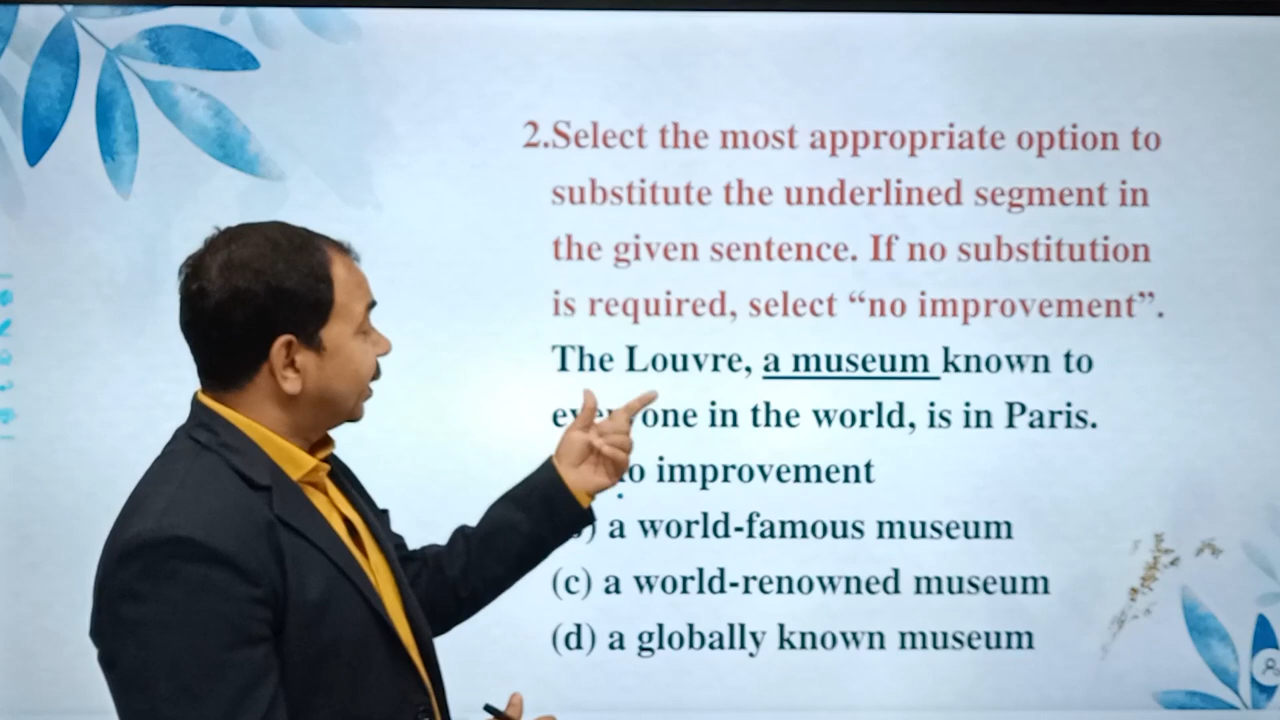 2.Select the most appropriate option to
substitute the underlined segment in
the given sentence. If no substitution
is required, select “no improvement”.
The Louvre, a museum known to
one in the world, is in Paris.
improvement
a world-famous museum
(c) a world-renowned museum
(d) a globally known museum